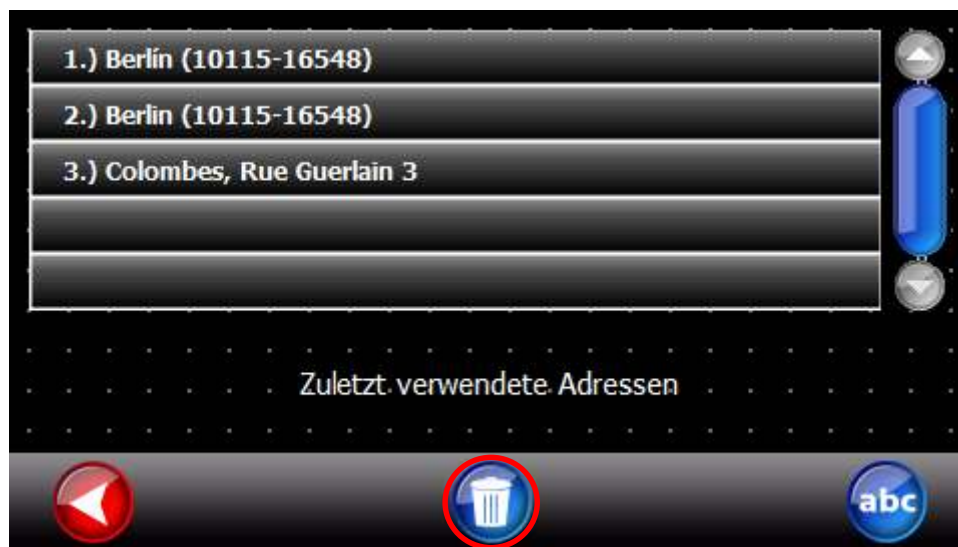 1.) Berlín (10115-16548)
2.) Berlin (10115-16548)
3.) Colombes, Rue Guerlain 3
Zuletzt verwendete Adressen
abc